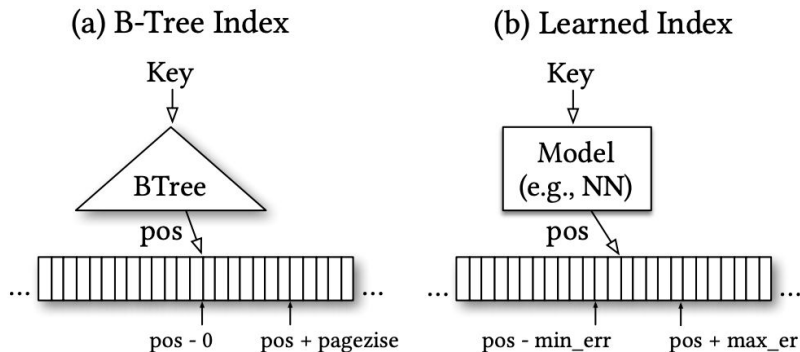 (a) B-Tree Index
Key
BTree
pos
...
...
pos - 0
pos + pagezise
(b) Learned Index
Key
Model
(e.g., NN)
pos
...
...
pos - min_err
pos + max_er